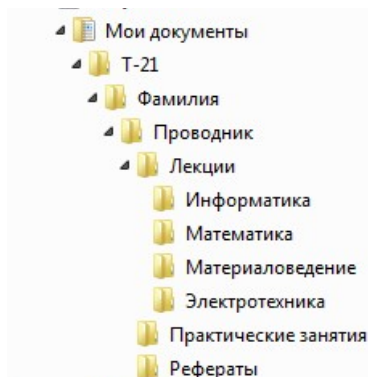 Мои документы
Т-21
Фамилия
Проводник
Лекции
Информатика
Математика
Материаловедение
Электротехника
Практические занятия
Рефераты